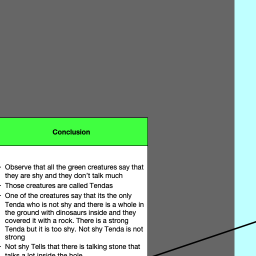 Conclusion
· Observe that all the green creatures say that
they are shy and they don't talk much
· Those creatures are called Tendas
· One of the creatures say that its the only
Tenda who is not shy and there is a whole in
the ground with dinosaurs inside and they
covered it with a rock. There is a strong
Tenda but it is too shy. Not shy Tenda is not
strong
· Not shy Tells that there is talking stone that
talks a lot inside the hole